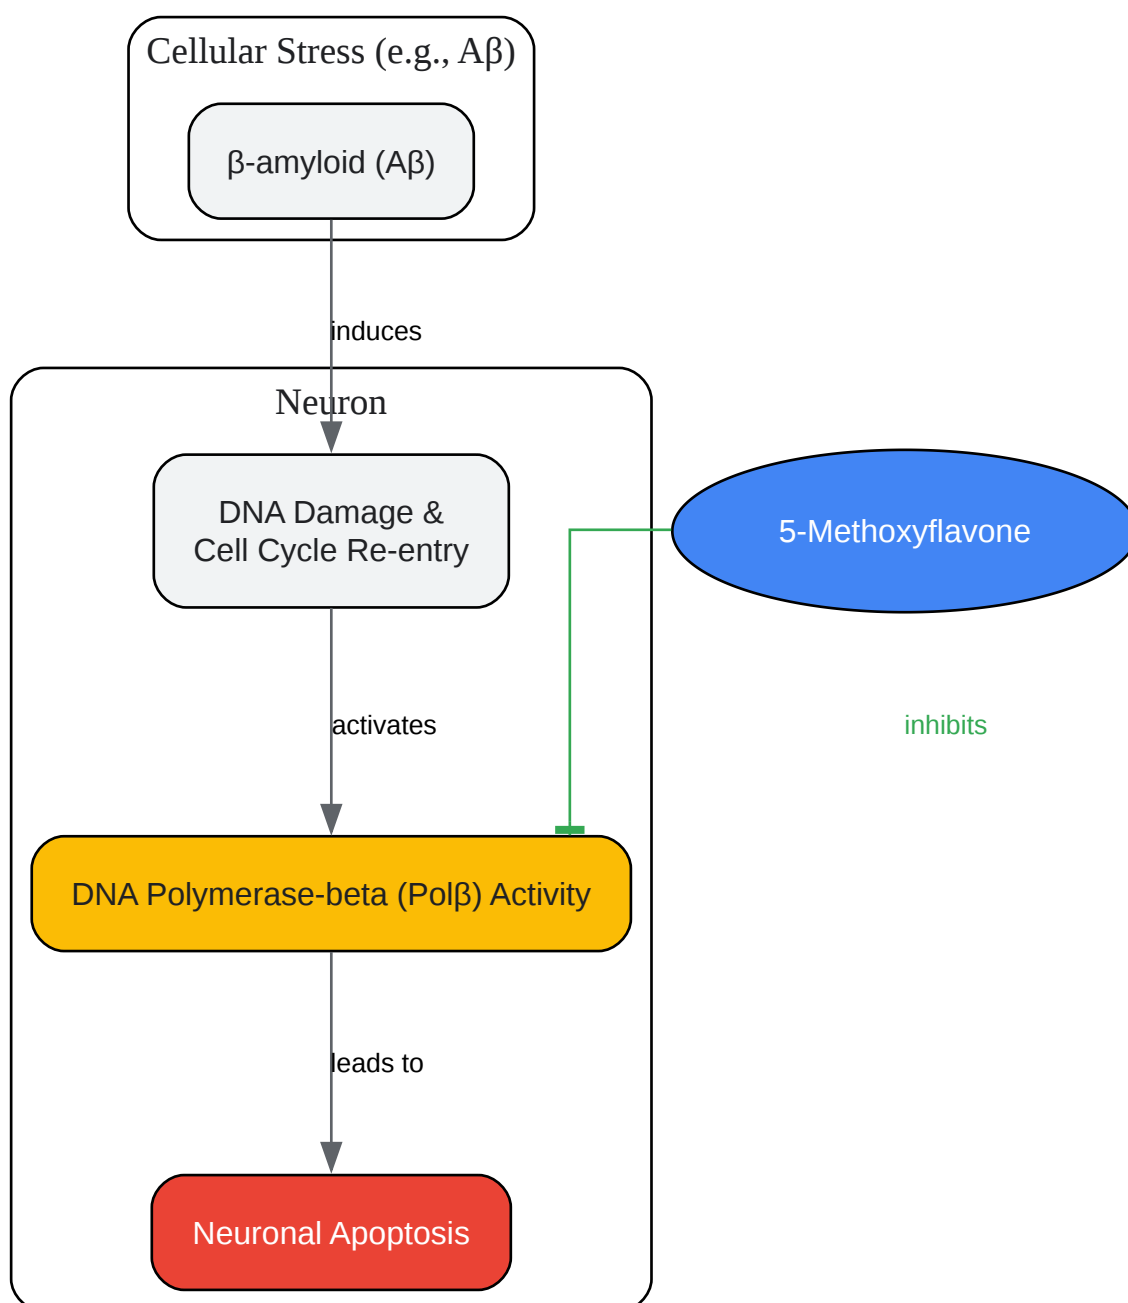 Cellular Stress (e.g., Aβ)
β-amyloid (Aβ)
induces
Neuron
DNA Damage &
Cell Cycle Re-entry
5-Methoxyflavone
activates
inhibits
DNA Polymerase-beta (Polβ) Activity
leads to
Neuronal Apoptosis